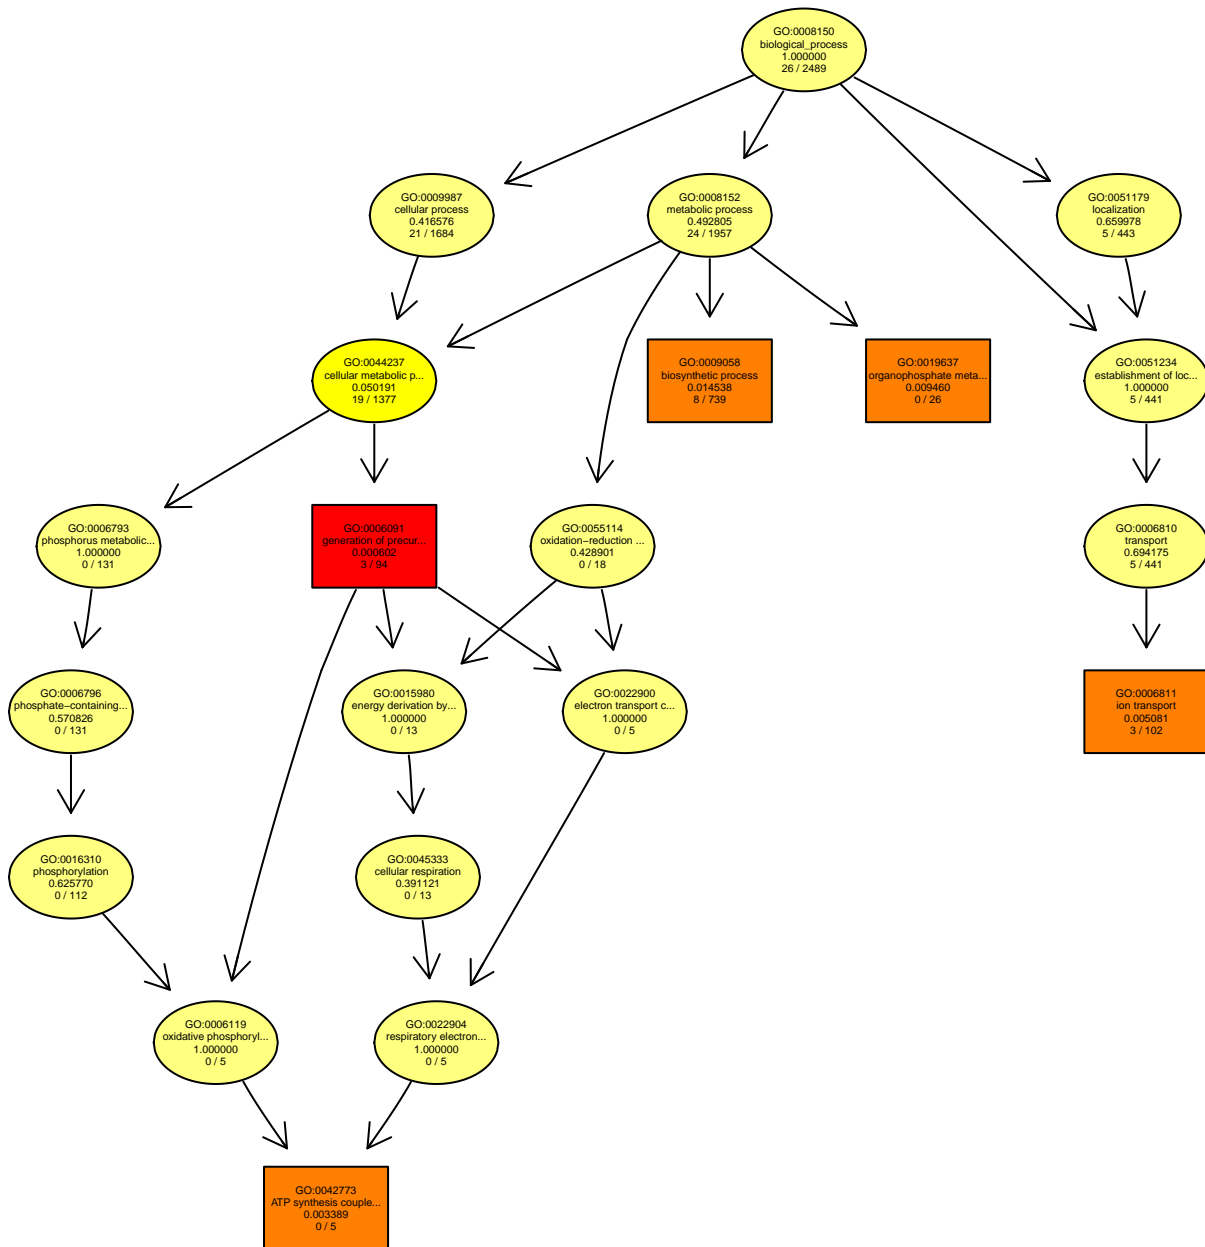 GO:0008150
biological_process
1.000000
26 / 2489
GO:0009987
cellular process
0.416576
21 / 1684
GO:0008152
metabolic process
0.492805
24 / 1957
GO:0051179
localization
0.659978
5 / 443
GO:0044237
cellular metabolic p...
0.050191
19 / 1377
GO:0009058
biosynthetic process
0.014538
8 / 739
GO:0019637
organophosphate meta...
0.009460
0 / 26
GO:0051234
establishment of loc...
1.000000
5 / 441
GO:0006793
phosphorus metabolic...
1.000000
0 / 131
GO:0006091
generation of precur...
0.000602
3 / 94
GO:0055114
oxidation−reduction ...
0.428901
0 / 18
GO:0006810
transport
0.694175
5 / 441
GO:0006796
phosphate−containing...
0.570826
0 / 131
GO:0015980
energy derivation by...
1.000000
0 / 13
GO:0022900
electron transport c...
1.000000
0 / 5
GO:0006811
ion transport
0.005081
3 / 102
GO:0016310
phosphorylation
0.625770
0 / 112
GO:0045333
cellular respiration
0.391121
0 / 13
GO:0006119
oxidative phosphoryl...
1.000000
0 / 5
GO:0022904
respiratory electron...
1.000000
0 / 5
GO:0042773
ATP synthesis couple...
0.003389
0 / 5